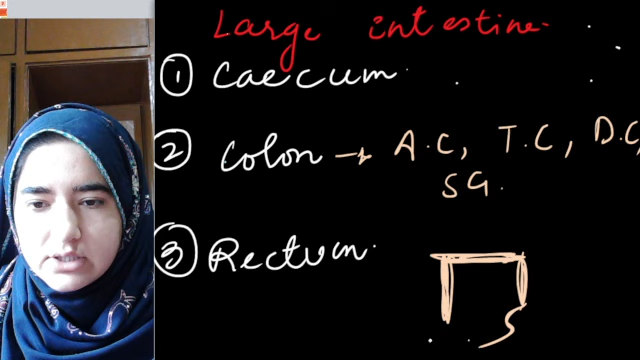 Large intestine.
① Caecum.
② Colon → A.C, T.C, D.C,
SG.
③ Rectum.